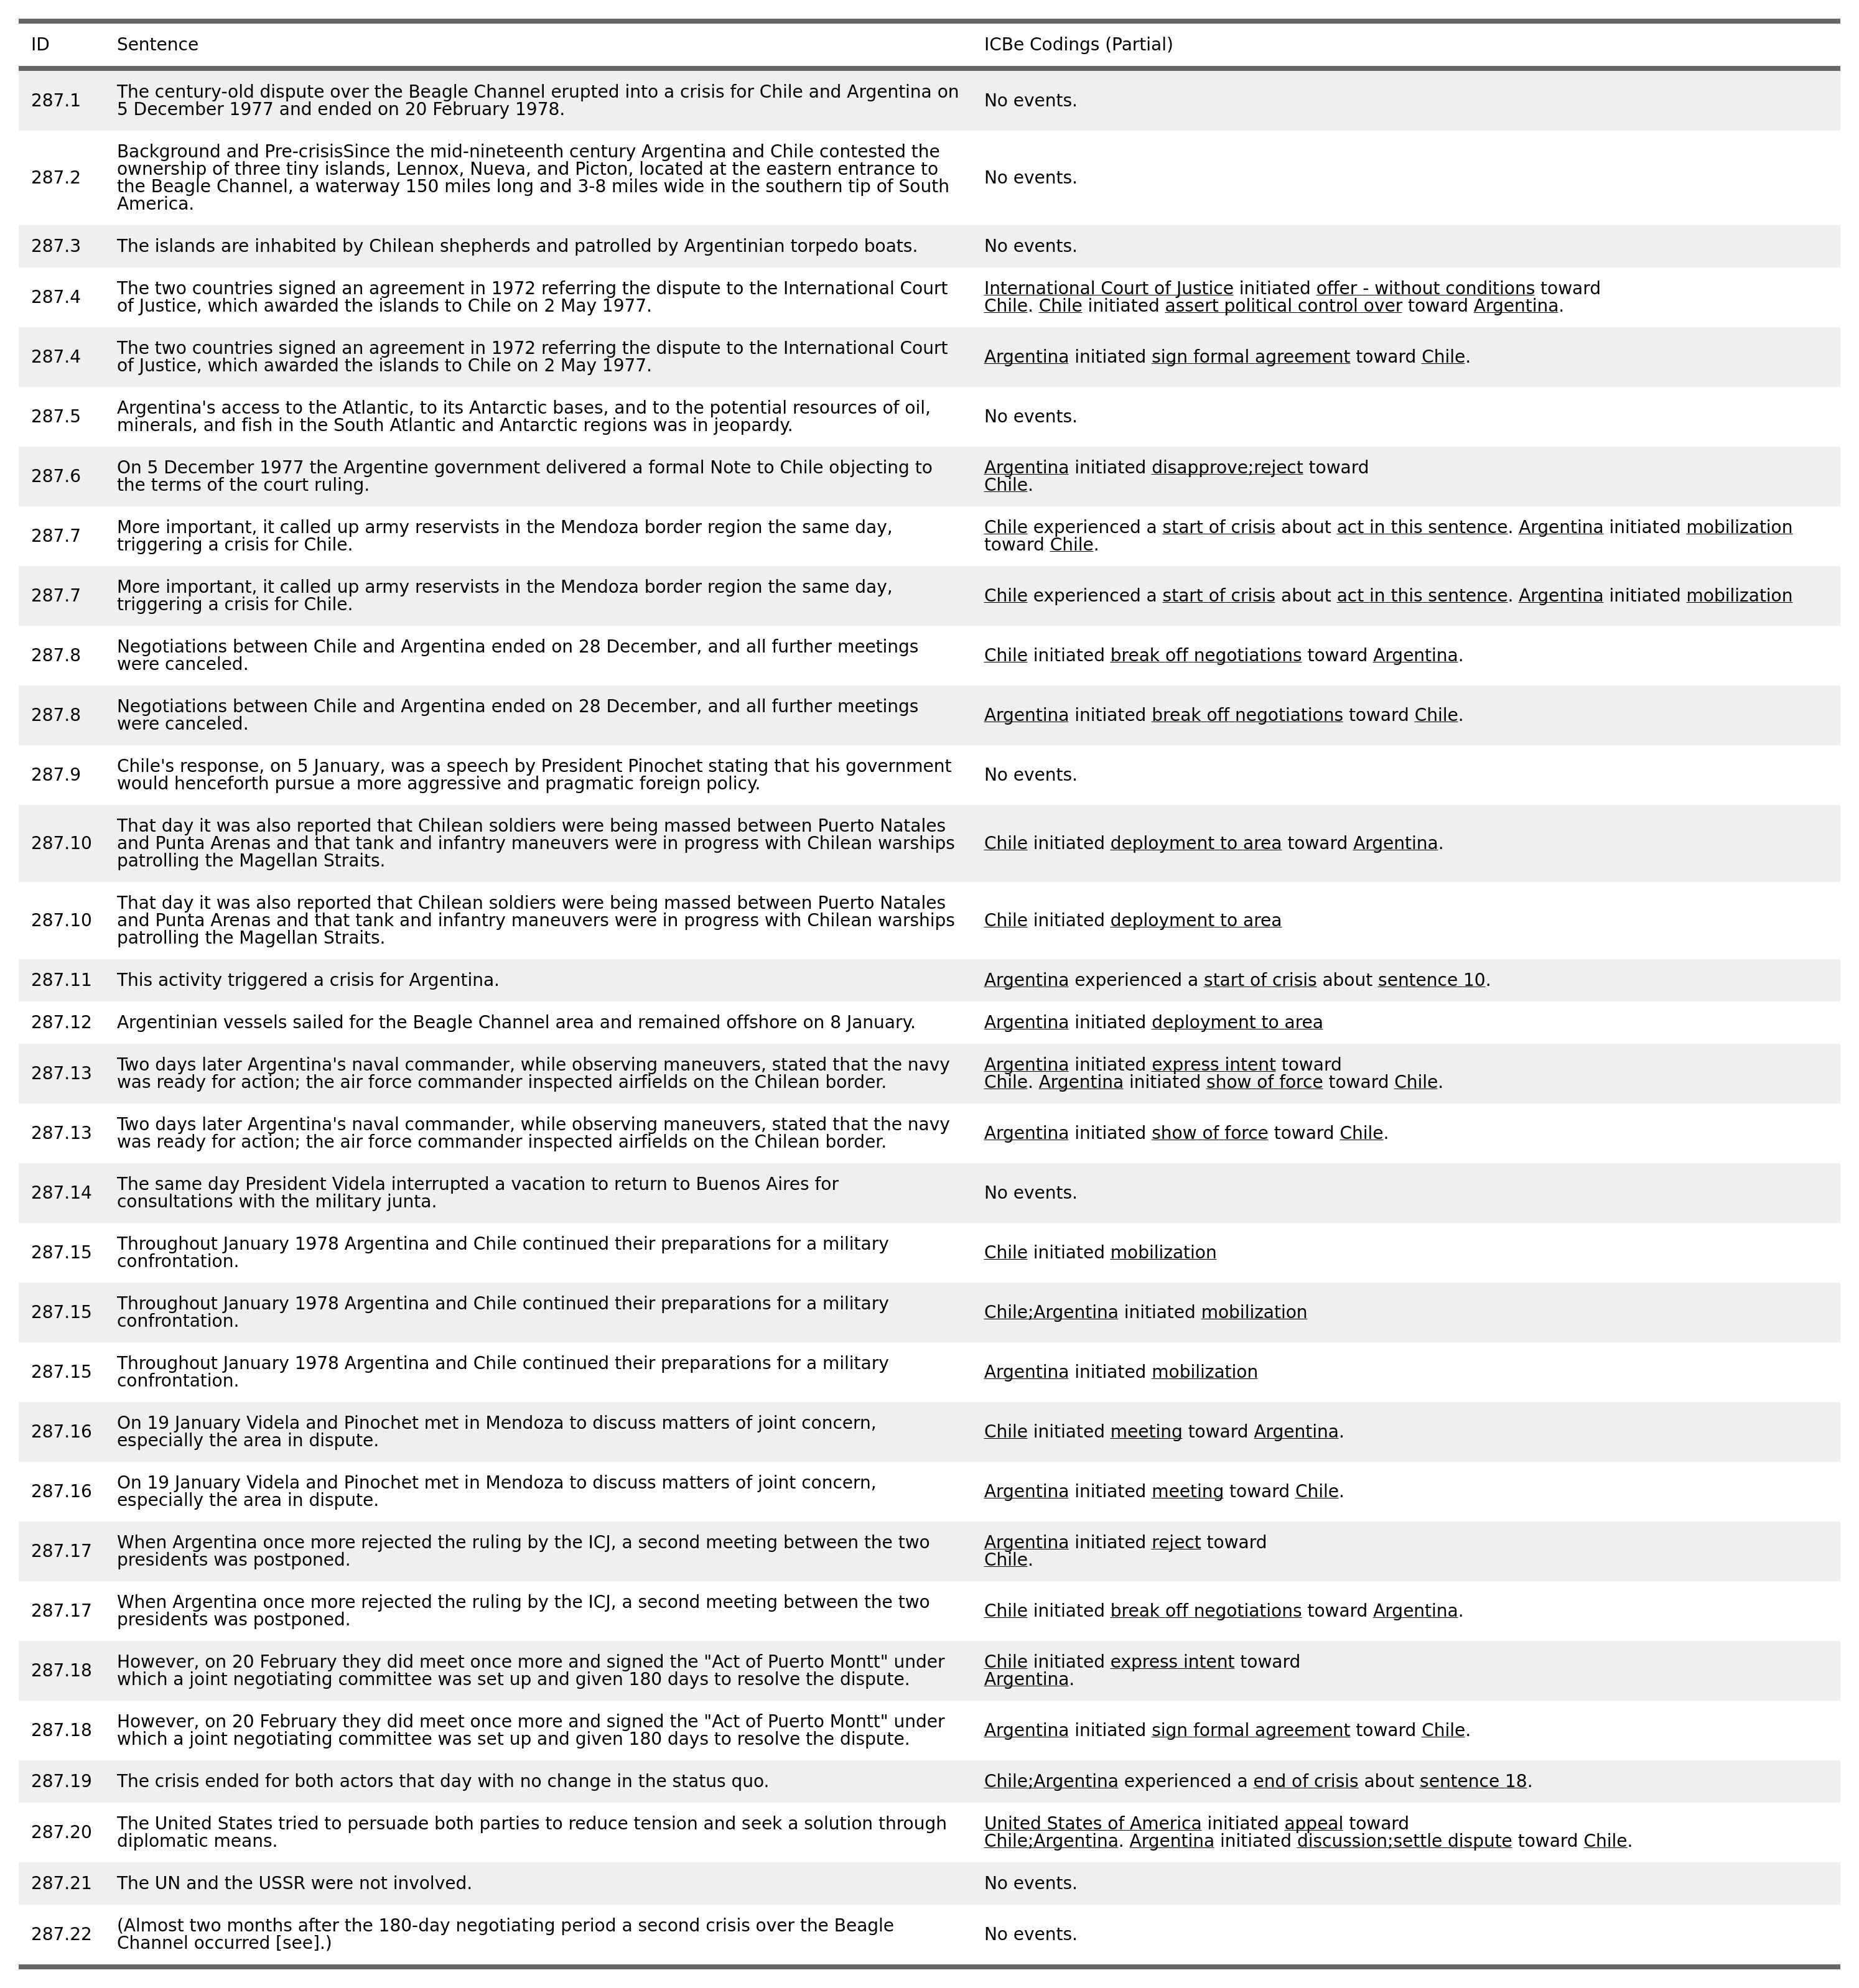 ID Sentence ICBe Codings (Partial)
287.1 The century-old dispute over the Beagle Channel erupted into a crisis for Chile and Argentina on
5 December 1977 and ended on 20 February 1978. No events.
287.2 Background and Pre-crisisSince the mid-nineteenth century Argentina and Chile contested the
ownership of three tiny islands, Lennox, Nueva, and Picton, located at the eastern entrance to
the Beagle Channel, a waterway 150 miles long and 3-8 miles wide in the southern tip of South
America. No events.
287.3 The islands are inhabited by Chilean shepherds and patrolled by Argentinian torpedo boats. No events.
287.4 The two countries signed an agreement in 1972 referring the dispute to the International Court
of Justice, which awarded the islands to Chile on 2 May 1977.
International Court of Justice initiated offer - without conditions toward
Chile. Chile initiated assert political control over toward Argentina.
287.4 The two countries signed an agreement in 1972 referring the dispute to the International Court
of Justice, which awarded the islands to Chile on 2 May 1977.
Argentina initiated sign formal agreement toward Chile.
287.5 Argentina's access to the Atlantic, to its Antarctic bases, and to the potential resources of oil,
minerals, and fish in the South Atlantic and Antarctic regions was in jeopardy. No events.
287.6 On 5 December 1977 the Argentine government delivered a formal Note to Chile objecting to
the terms of the court ruling.
Argentina initiated disapprove;reject toward
Chile.
287.7 More important, it called up army reservists in the Mendoza border region the same day,
triggering a crisis for Chile.
Chile experienced a start of crisis about act in this sentence. Argentina initiated mobilization
toward Chile.
287.7 More important, it called up army reservists in the Mendoza border region the same day,
triggering a crisis for Chile.
Chile experienced a start of crisis about act in this sentence. Argentina initiated mobilization
287.8 Negotiations between Chile and Argentina ended on 28 December, and all further meetings
were canceled.
Chile initiated break off negotiations toward Argentina.
287.8 Negotiations between Chile and Argentina ended on 28 December, and all further meetings
were canceled.
Argentina initiated break off negotiations toward Chile.
287.9 Chile's response, on 5 January, was a speech by President Pinochet stating that his government
would henceforth pursue a more aggressive and pragmatic foreign policy. No events.
287.10 That day it was also reported that Chilean soldiers were being massed between Puerto Natales
and Punta Arenas and that tank and infantry maneuvers were in progress with Chilean warships
patrolling the Magellan Straits.
Chile initiated deployment to area toward Argentina.
287.10 That day it was also reported that Chilean soldiers were being massed between Puerto Natales
and Punta Arenas and that tank and infantry maneuvers were in progress with Chilean warships
patrolling the Magellan Straits.
Chile initiated deployment to area
287.11 This activity triggered a crisis for Argentina. Argentina experienced a start of crisis about sentence 10.
287.12 Argentinian vessels sailed for the Beagle Channel area and remained offshore on 8 January. Argentina initiated deployment to area
287.13 Two days later Argentina's naval commander, while observing maneuvers, stated that the navy
was ready for action; the air force commander inspected airfields on the Chilean border.
Argentina initiated express intent toward
Chile. Argentina initiated show of force toward Chile.
287.13 Two days later Argentina's naval commander, while observing maneuvers, stated that the navy
was ready for action; the air force commander inspected airfields on the Chilean border.
Argentina initiated show of force toward Chile.
287.14 The same day President Videla interrupted a vacation to return to Buenos Aires for
consultations with the military junta. No events.
287.15 Throughout January 1978 Argentina and Chile continued their preparations for a military
confrontation.
Chile initiated mobilization
287.15 Throughout January 1978 Argentina and Chile continued their preparations for a military
confrontation.
Chile;Argentina initiated mobilization
287.15 Throughout January 1978 Argentina and Chile continued their preparations for a military
confrontation.
Argentina initiated mobilization
287.16 On 19 January Videla and Pinochet met in Mendoza to discuss matters of joint concern,
especially the area in dispute.
Chile initiated meeting toward Argentina.
287.16 On 19 January Videla and Pinochet met in Mendoza to discuss matters of joint concern,
especially the area in dispute.
Argentina initiated meeting toward Chile.
287.17 When Argentina once more rejected the ruling by the ICJ, a second meeting between the two
presidents was postponed.
Argentina initiated reject toward
Chile.
287.17 When Argentina once more rejected the ruling by the ICJ, a second meeting between the two
presidents was postponed.
Chile initiated break off negotiations toward Argentina.
287.18 However, on 20 February they did meet once more and signed the "Act of Puerto Montt" under
which a joint negotiating committee was set up and given 180 days to resolve the dispute.
Chile initiated express intent toward
Argentina.
287.18 However, on 20 February they did meet once more and signed the "Act of Puerto Montt" under
which a joint negotiating committee was set up and given 180 days to resolve the dispute.
Argentina initiated sign formal agreement toward Chile.
287.19 The crisis ended for both actors that day with no change in the status quo. Chile;Argentina experienced a end of crisis about sentence 18.
287.20 The United States tried to persuade both parties to reduce tension and seek a solution through
diplomatic means.
United States of America initiated appeal toward
Chile;Argentina. Argentina initiated discussion;settle dispute toward Chile.
287.21 The UN and the USSR were not involved. No events.
287.22 (Almost two months after the 180-day negotiating period a second crisis over the Beagle
Channel occurred [see].) No events.